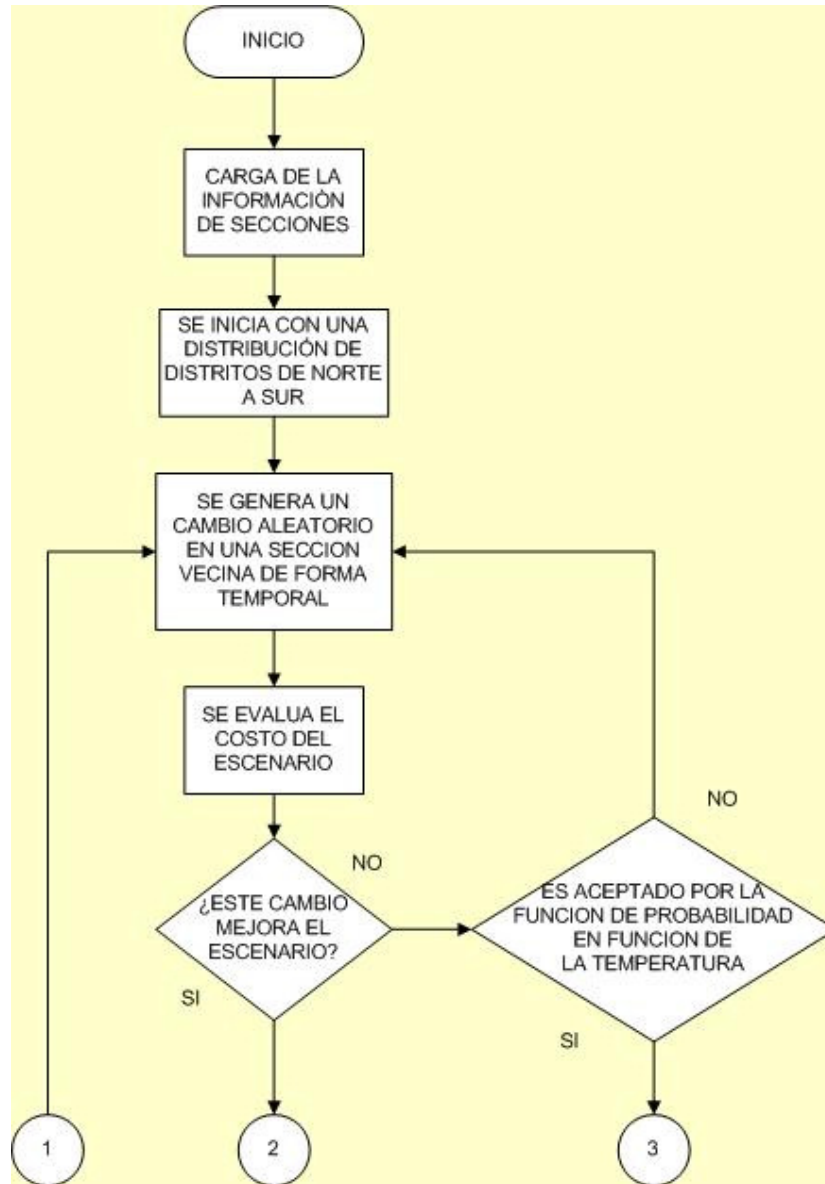 INICIO
CARGA DE LA
INFORMACIÓN
DE SECCIONES
SE INICIA CON UNA
DISTRIBUCIÓN DE
DISTRITOS DE NORTE
A SUR
SE GENERA UN
CAMBIO ALEATORIO
EN UNA SECCION
VECINA DE FORMA
TEMPORAL
SE EVALUA EL
COSTO DEL
ESCENARIO
NO
NO
¿ESTE CAMBIO
MEJORA EL
ESCENARIO?
ES ACEPTADO POR LA
FUNCION DE PROBABILIDAD
EN FUNCION DE
LA TEMPERATURA
SI
SI
1
2
3